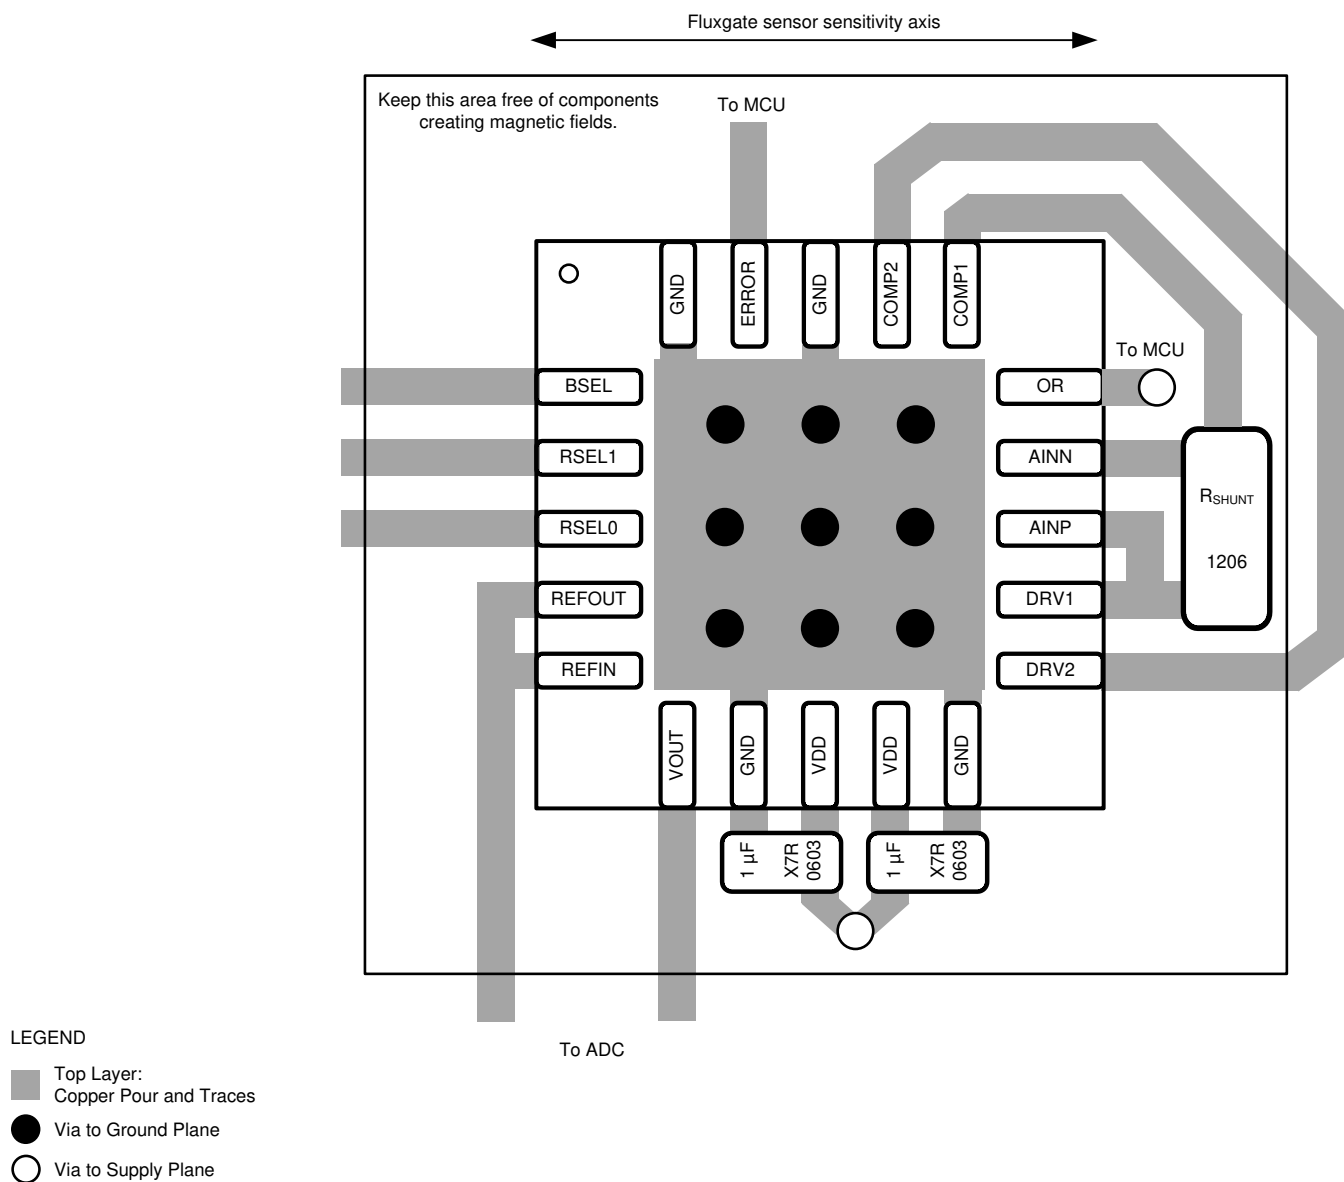 Fluxgate sensor sensitivity axis
Keep this area free of components
creating magnetic fields.
To MCU
GND
ERROR
GND
COMP2
COMP1
To MCU
BSEL
OR
RSEL1
AINN
RSEL0
AINP
RSHUNT
1206
REFOUT
DRV1
REFIN
DRV2
VOUT
GND
VDD
VDD
GND
1 µF
X7R
0603
1 µF
X7R
0603
To ADC
LEGEND
Top Layer:
Copper Pour and Traces
Via to Ground Plane
Via to Supply Plane